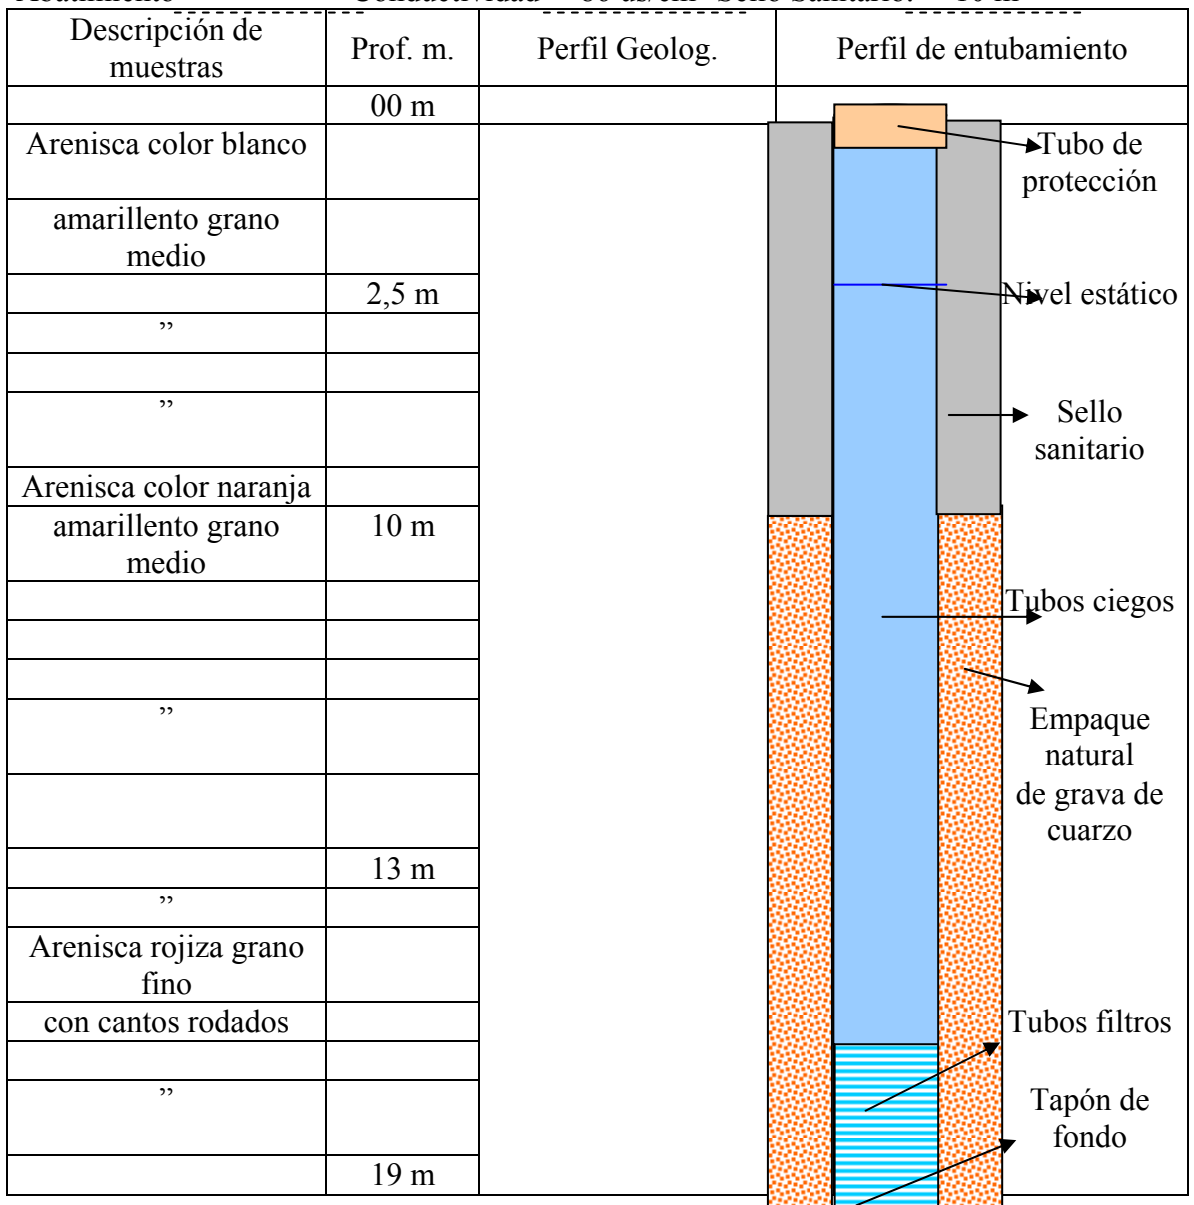 Descripción de
muestras
Prof. m.
Perfil Geolog.
Perfil de entubamiento
00 m
Arenisca color blanco
Tubo de
protección
amarillento grano
medio
2,5 m
Nivel estático
”
”
Sello
sanitario
Arenisca color naranja
amarillento grano
medio
10 m
Tubos ciegos
”
Empaque
natural
de grava de
cuarzo
13 m
”
Arenisca rojiza grano
fino
con cantos rodados
Tubos filtros
”
Tapón de
fondo
19 m